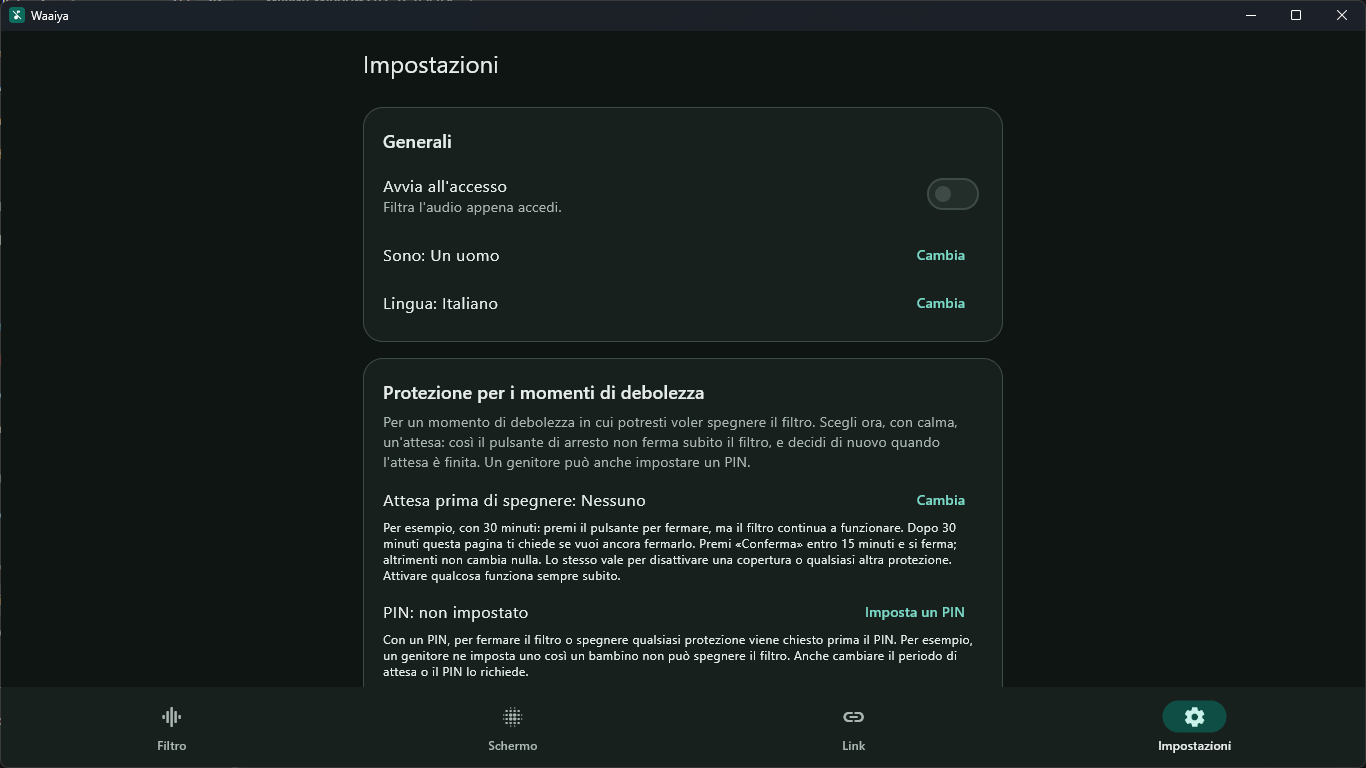 Waaiya
Impostazioni
Generali
Avvia all'accesso
Filtra l'audio appena accedi.
Sono: Un uomo
Cambia
Lingua: Italiano
Cambia
Protezione per i momenti di debolezza
Per un momento di debolezza in cui potresti voler spegnere il filtro. Scegli ora, con calma,
un'attesa: così il pulsante di arresto non ferma subito il filtro, e decidi di nuovo quando
l'attesa è finita. Un genitore può anche impostare un PIN.
Attesa prima di spegnere: Nessuno
Cambia
Per esempio, con 30 minuti: premi il pulsante per fermare, ma il filtro continua a funzionare. Dopo 30
minuti questa pagina ti chiede se vuoi ancora fermarlo. Premi «Conferma» entro 15 minuti e si ferma;
altrimenti non cambia nulla. Lo stesso vale per disattivare una copertura o qualsiasi altra protezione.
Attivare qualcosa funziona sempre subito.
PIN: non impostato
Imposta un PIN
Con un PIN, per fermare il filtro o spegnere qualsiasi protezione viene chiesto prima il PIN. Per esempio,
un genitore ne imposta uno così un bambino non può spegnere il filtro. Anche cambiare il periodo di
attesa o il PIN lo richiede.
Filtro
Schermo
Link
Impostazioni